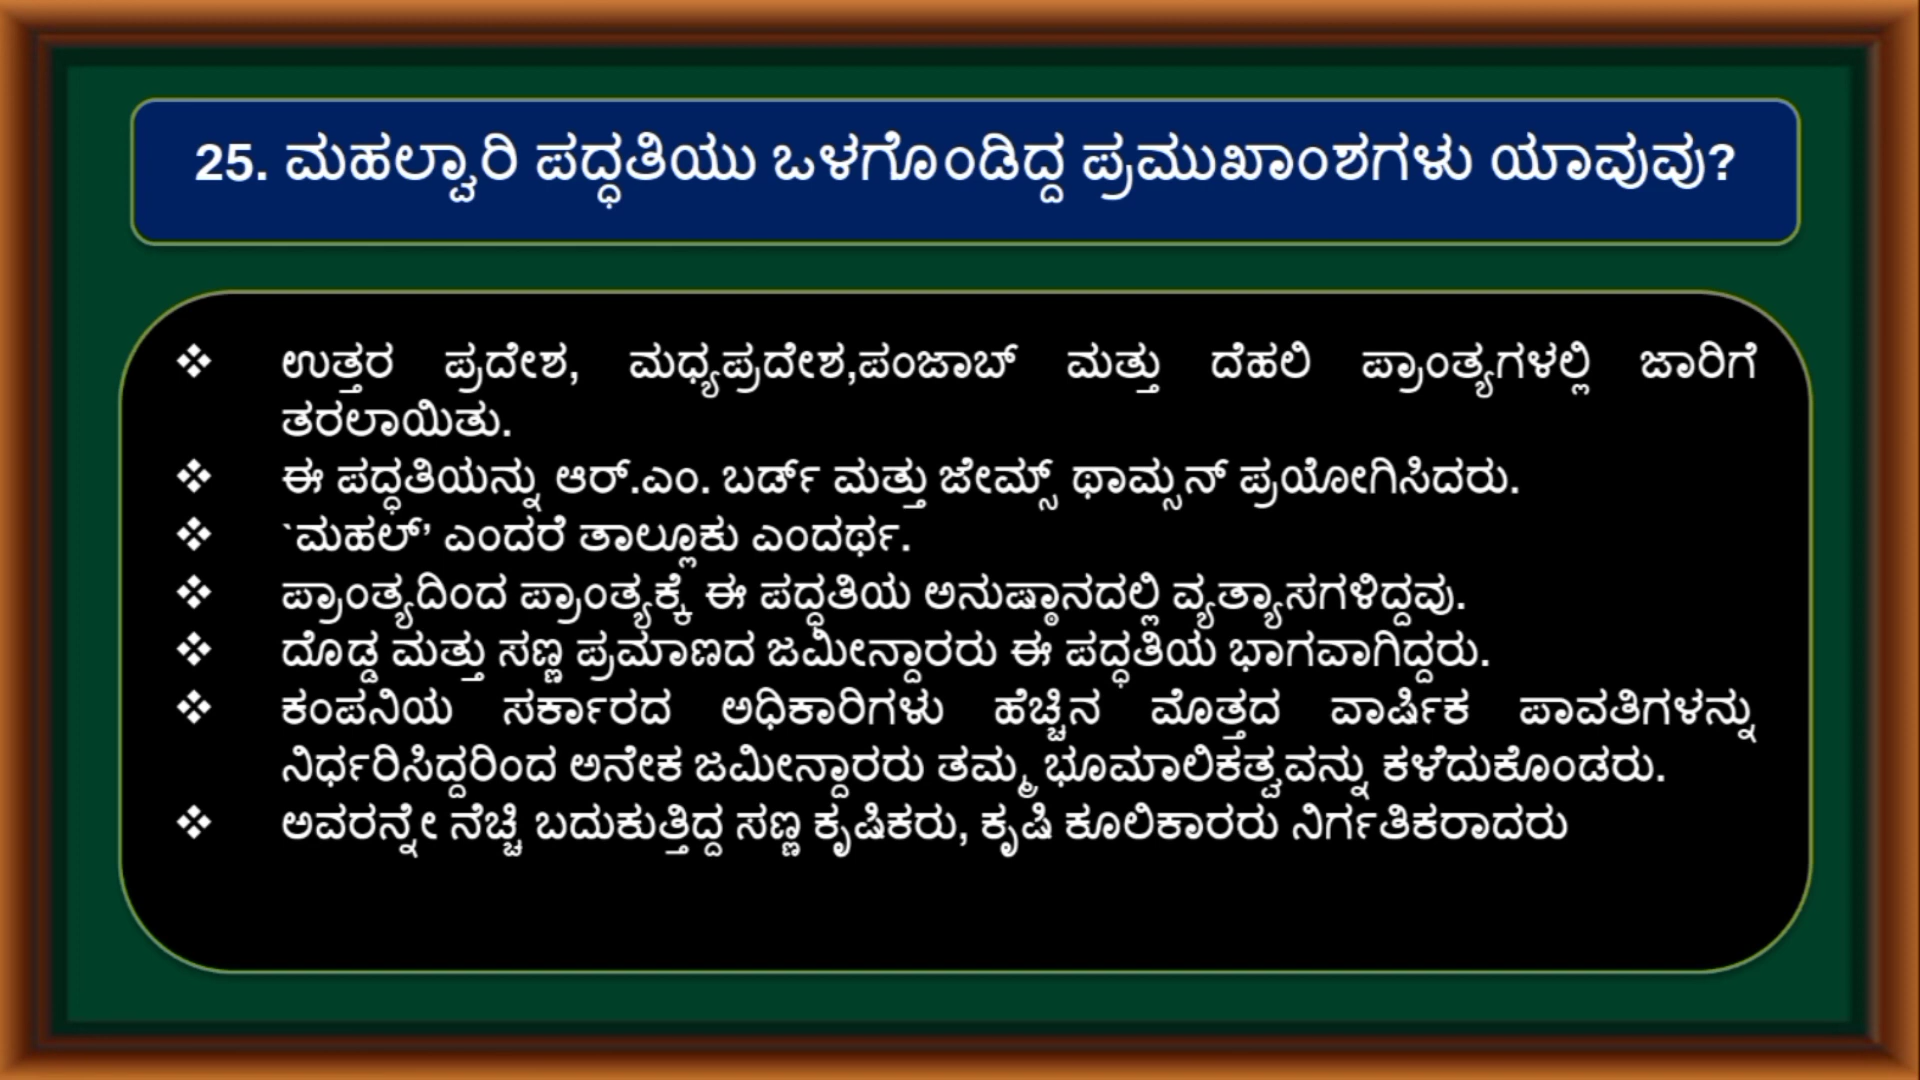 25. ಮಹಲ್ವಾರಿ ಪದ್ಧತಿಯು ಒಳಗೊಂಡಿದ್ದ ಪ್ರಮುಖಾಂಶಗಳು ಯಾವುವು?
❖ ಉತ್ತರ ಪ್ರದೇಶ, ಮಧ್ಯಪ್ರದೇಶ,ಪಂಜಾಬ್ ಮತ್ತು ದೆಹಲಿ ಪ್ರಾಂತ್ಯಗಳಲ್ಲಿ ಜಾರಿಗೆ
ತರಲಾಯಿತು.
❖ ಈ ಪದ್ಧತಿಯನ್ನು ಆರ್.ಎಂ. ಬರ್ಡ್ ಮತ್ತು ಜೇಮ್ಸ್ ಥಾಮ್ಸನ್ ಪ್ರಯೋಗಿಸಿದರು.
❖ `ಮಹಲ್’ ಎಂದರೆ ತಾಲ್ಲೂಕು ಎಂದರ್ಥ.
❖ ಪ್ರಾಂತ್ಯದಿಂದ ಪ್ರಾಂತ್ಯಕ್ಕೆ ಈ ಪದ್ಧತಿಯ ಅನುಷ್ಠಾನದಲ್ಲಿ ವ್ಯತ್ಯಾಸಗಳಿದ್ದವು.
❖ ದೊಡ್ಡ ಮತ್ತು ಸಣ್ಣ ಪ್ರಮಾಣದ ಜಮೀನ್ದಾರರು ಈ ಪದ್ಧತಿಯ ಭಾಗವಾಗಿದ್ದರು.
❖ ಕಂಪನಿಯ ಸರ್ಕಾರದ ಅಧಿಕಾರಿಗಳು ಹೆಚ್ಚಿನ ಮೊತ್ತದ ವಾರ್ಷಿಕ ಪಾವತಿಗಳನ್ನು
ನಿರ್ಧರಿಸಿದ್ದರಿಂದ ಅನೇಕ ಜಮೀನ್ದಾರರು ತಮ್ಮ ಭೂಮಾಲಿಕತ್ವವನ್ನು ಕಳೆದುಕೊಂಡರು.
❖ ಅವರನ್ನೇ ನೆಚ್ಚಿ ಬದುಕುತ್ತಿದ್ದ ಸಣ್ಣ ಕೃಷಿಕರು, ಕೃಷಿ ಕೂಲಿಕಾರರು ನಿರ್ಗತಿಕರಾದರು